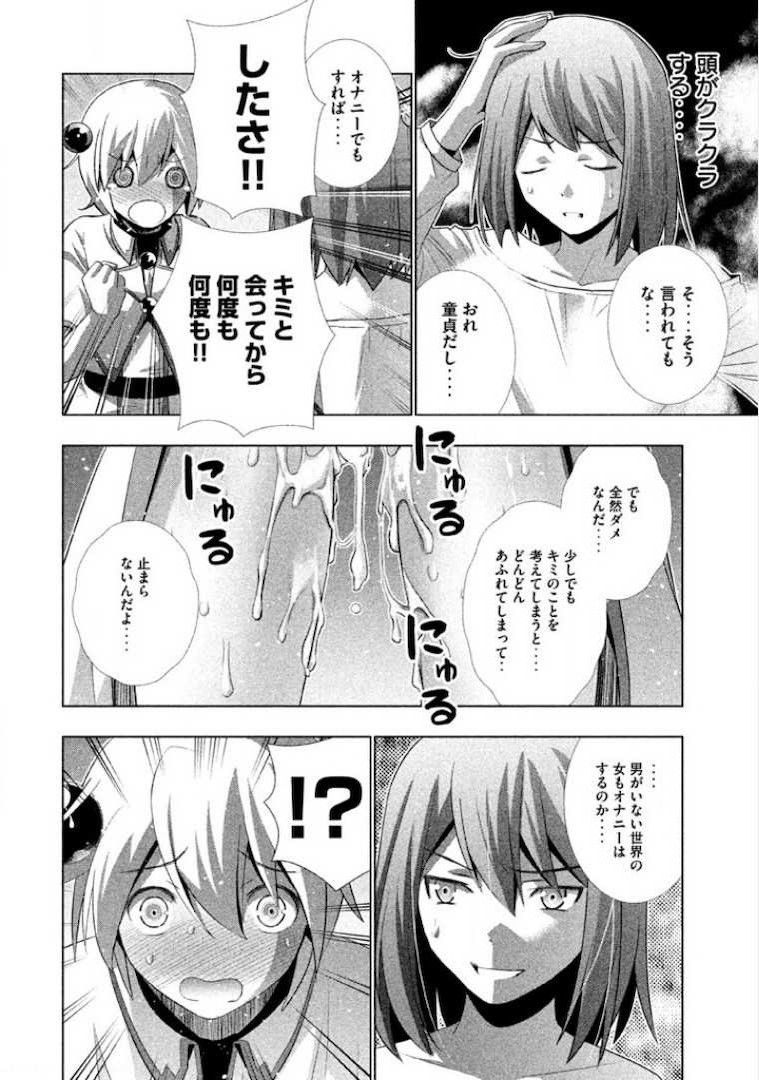 頭がクラクラ
する・・・・
そ・・・・そう
言われても
な・・・・
おれ
童貞だし
・・・・
オナニーでも
すれば・・・・
したさ!!
キミと
会ってから
何度も
何度も!!
でも
全然ダメ
なんだ・・・・
少しでも
キミのことを
考えてしまうと・・・・
どんどん
あふれてしまって・・・・
にゅる
にゅる
にゅる
止まら
ないんだよ・・・・
・・・・
男がいない世界の
女もオナニーは
するのか・・・・
!?